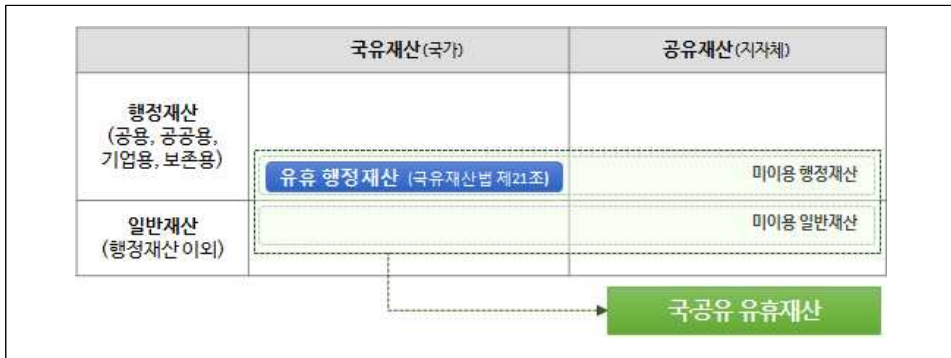 국유재산(국가) 공유재산(지자체)
행정재산
(공용, 공공용,
기업용, 보존용)
유휴 행정재산 (국유재산법 제21조) 미이용 행정재산
일반재산
(행정재산 이외)
미이용 일반재산
국공유 유휴재산